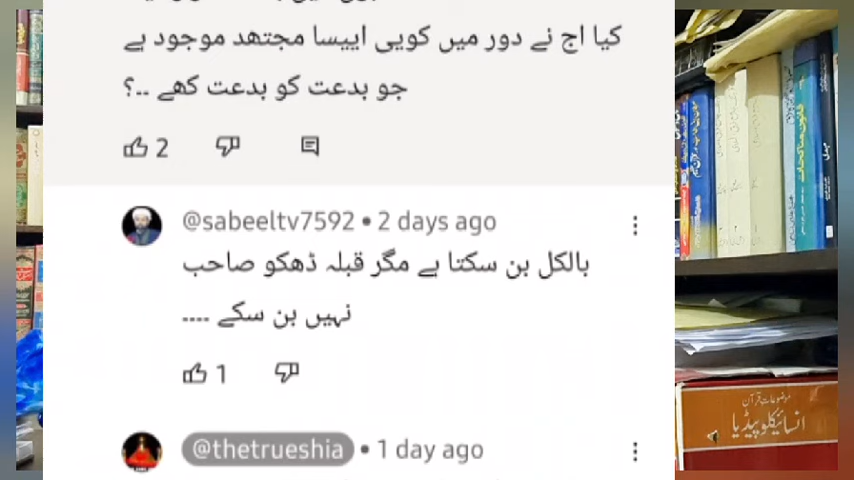 کیا اج نے دور میں کویی اییسا مجتھد موجود ہے
جو بدعت کو بدعت کھے ..؟
2
@sabeeltv7592 • 2 days ago
بالکل بن سکتا ہے مگر قبلہ ڈھکو صاحب
نہیں بن سکے ....
1
@thetrueshia • 1 day ago
موضوعات قرآن
انسائیکلوپیڈیا